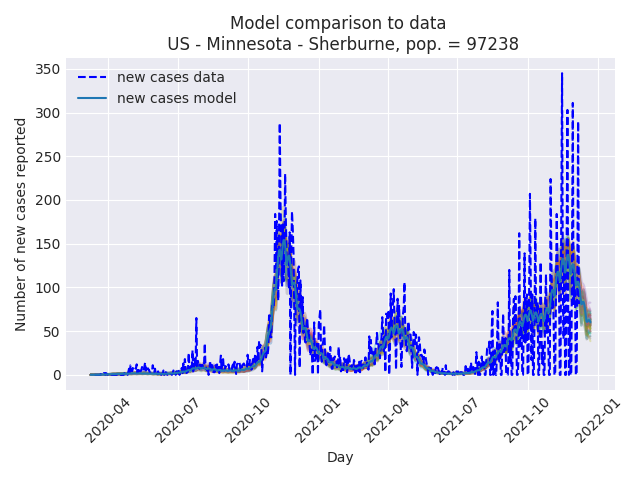 Model comparison to data
US - Minnesota - Sherburne, pop. = 97238
new cases data
new cases model
Number of new cases reported
350
300
250
200
150
100
50
0
2020-04
2020-07
2020-10
2021-01
2021-04
2021-07
2021-10
2022-01
Day